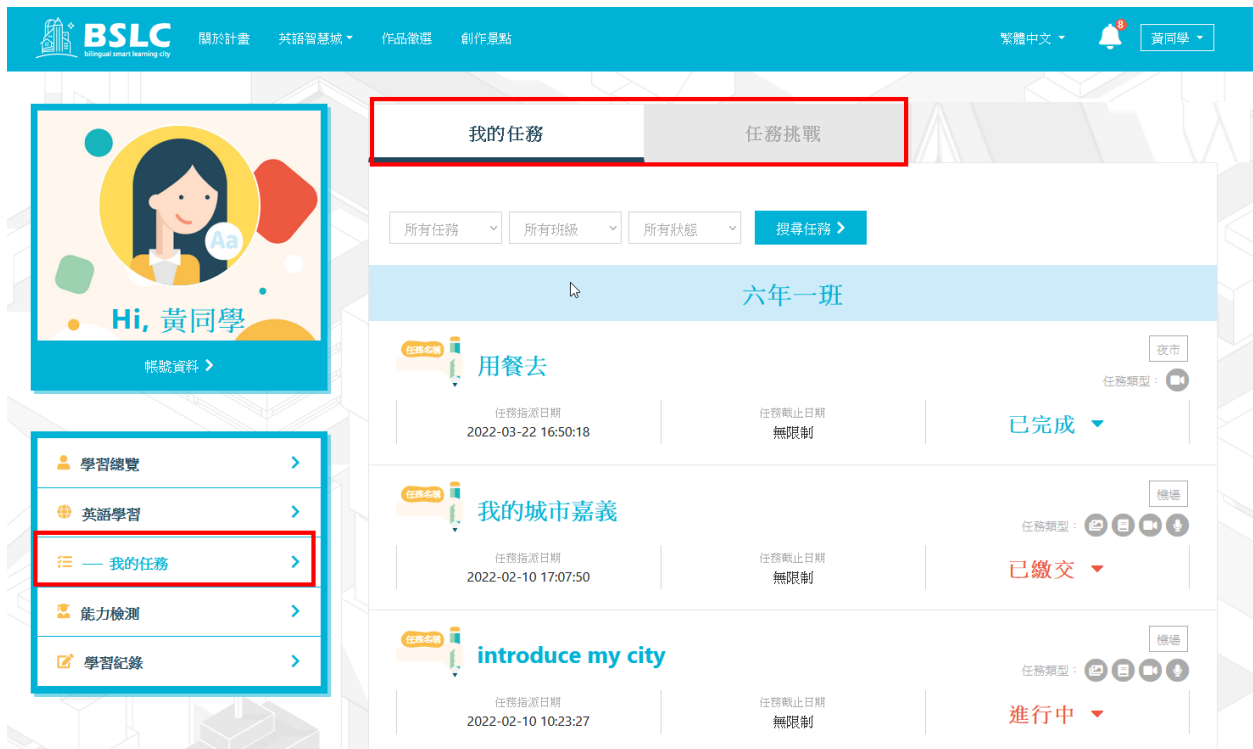 BSLC
bilingual smart learning city
關於計畫
英語智慧城
作品徵選
創作景點
繁體中文
8
黃同學
Aa
Hi, 黃同學
帳號資料
學習總覽
英語學習
— 我的任務
能力檢測
學習紀錄
我的任務
任務挑戰
所有任務
所有班級
所有狀態
搜尋任務
六年一班
任務名稱
用餐去
夜市
任務類型：
任務指派日期
2022-03-22 16:50:18
任務截止日期
無限制
已完成
任務名稱
我的城市嘉義
機場
任務類型：
任務指派日期
2022-02-10 17:07:50
任務截止日期
無限制
已繳交
任務名稱
introduce my city
機場
任務類型：
任務指派日期
2022-02-10 10:23:27
任務截止日期
無限制
進行中